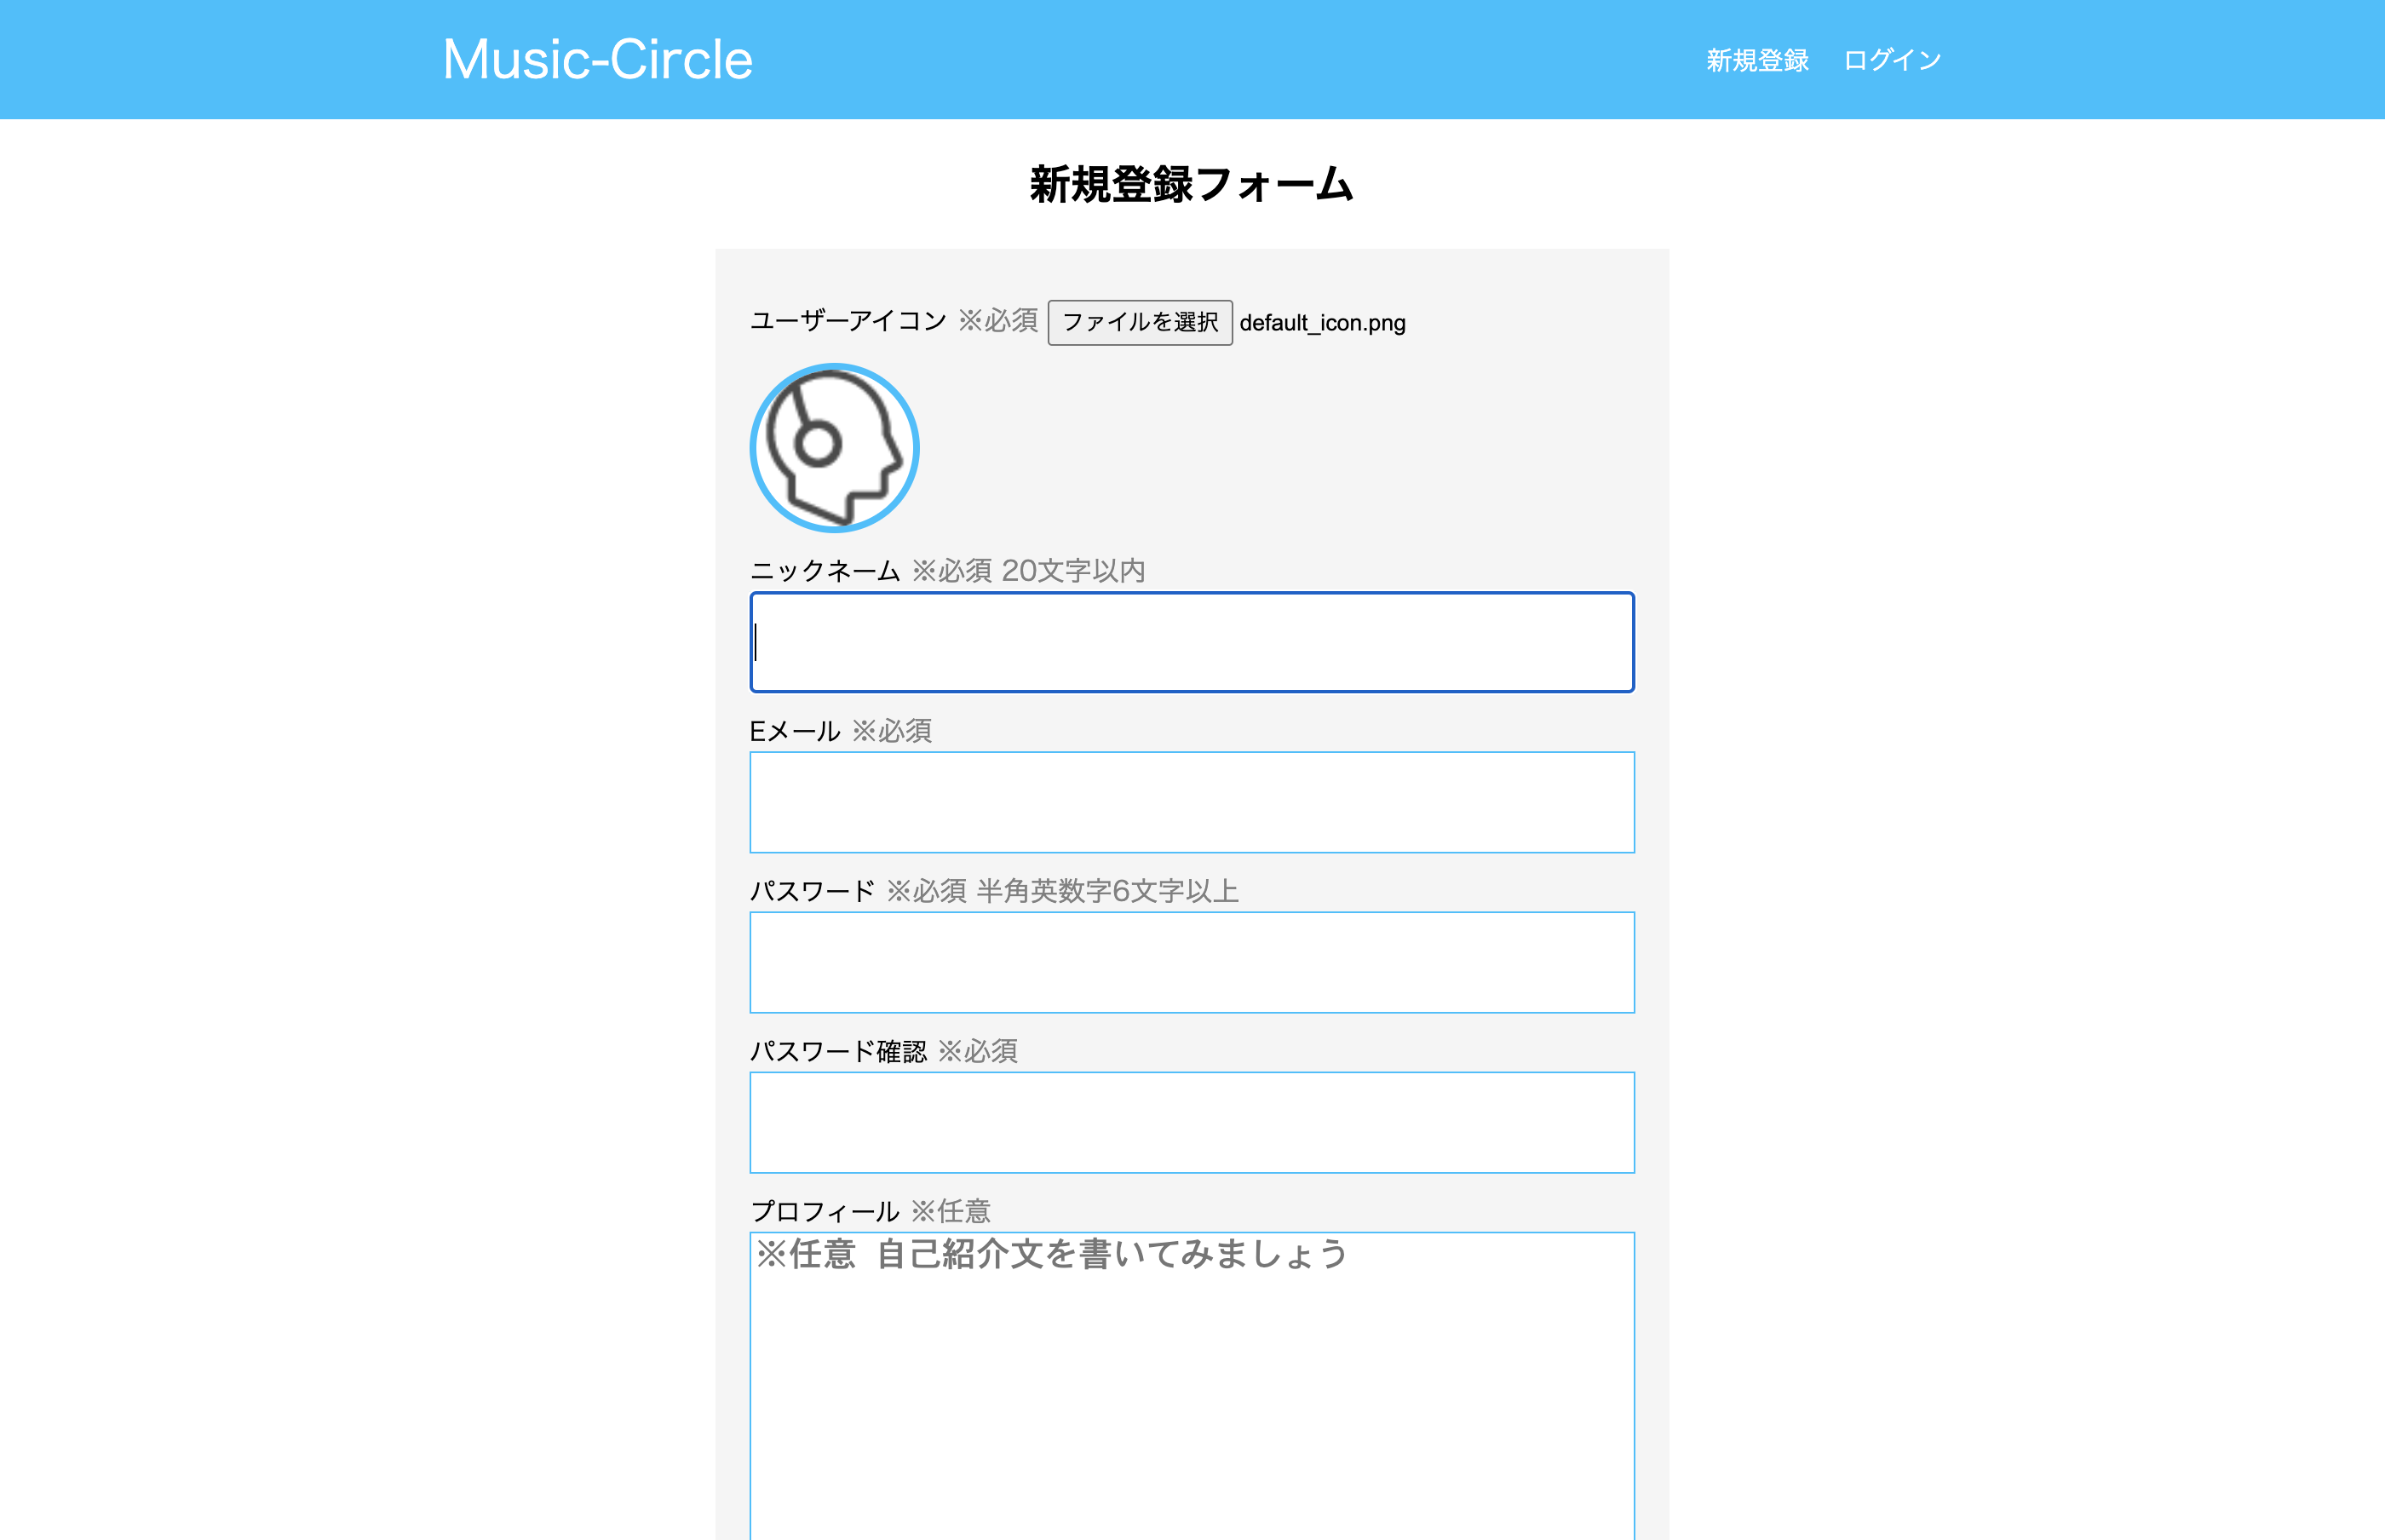 Music-Circle 新規登録 ログイン
新規登録フォーム
ユーザーアイコン ※必須 ファイルを選択 default_icon.png
ニックネーム ※必須 20文字以内
Eメール ※必須
パスワード ※必須 半角英数字6文字以上
パスワード確認 ※必須
プロフィール ※任意
※任意 自己紹介文を書いてみましょう